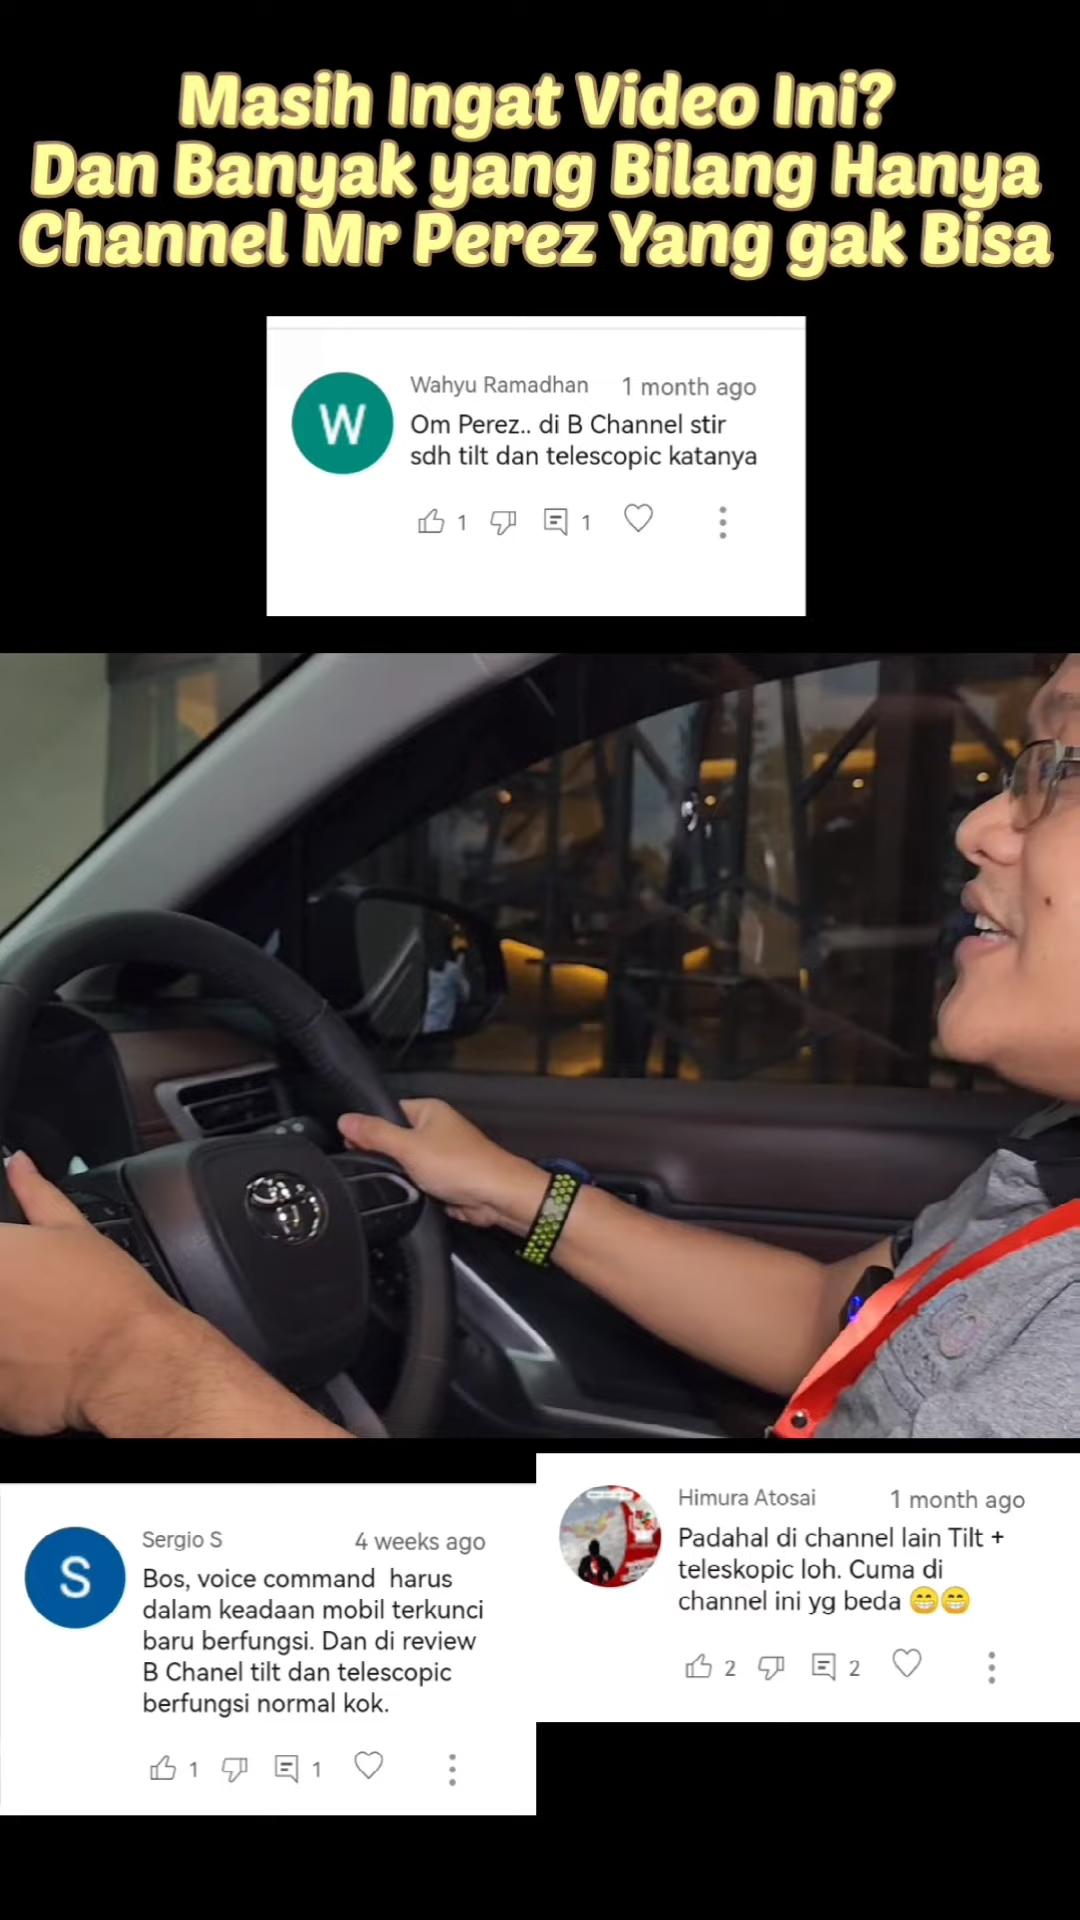 Masih Ingat Video Ini?
Dan Banyak yang Bilang Hanya
Channel Mr Perez Yang gak Bisa
W
Wahyu Ramadhan 1 month ago
Om Perez.. di B Channel stir
sdh tilt dan telescopic katanya
1 1
S
Sergio S 4 weeks ago
Bos, voice command harus
dalam keadaan mobil terkunci
baru berfungsi. Dan di review
B Chanel tilt dan telescopic
berfungsi normal kok.
1 1
Himura Atosai 1 month ago
Padahal di channel lain Tilt +
teleskopic loh. Cuma di
channel ini yg beda 😁😁
2 2